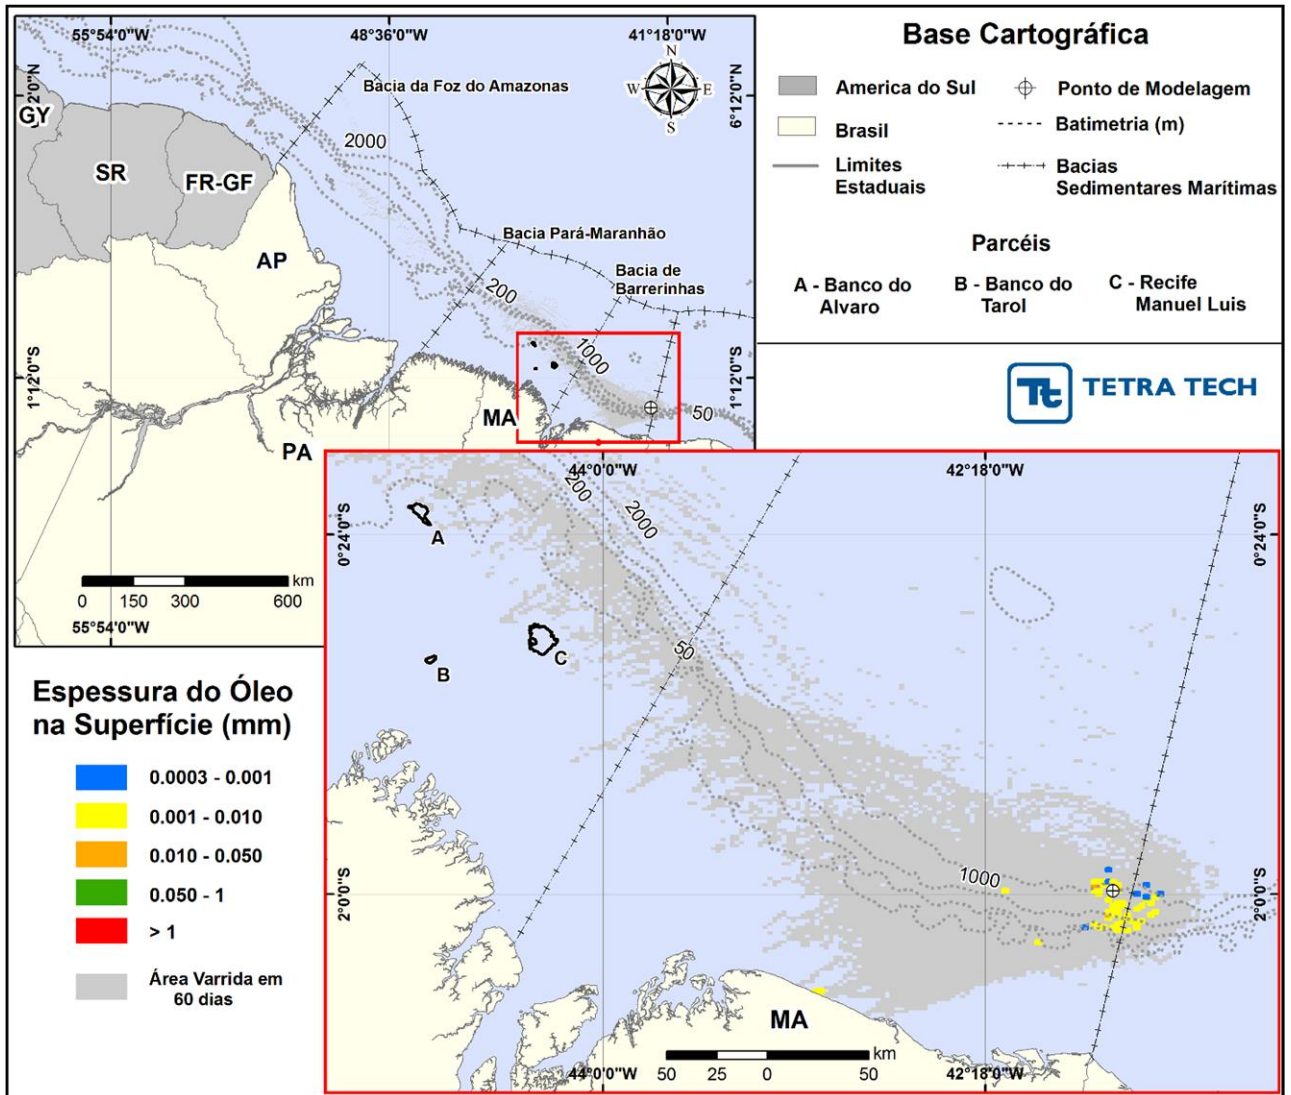 55°54'0"W
48°36'0"W
41°18'0"W
N
W
E
S
6°12'0"N
Bacia da Foz do Amazonas
GY
SR
FR-GF
2000
AP
Bacia Pará-Maranhão
Bacia de
Barrerinhas
200
1000
50
1°12'0"S
1°12'0"S
MA
PA
km
0 150 300 600
55°54'0"W
Base Cartográfica
America do Sul
Brasil
Limites
Estaduais
Ponto de Modelagem
Batimetria (m)
Bacias
Sedimentares Marítimas
Parcéis
A - Banco do
Alvaro
B - Banco do
Tarol
C - Recife
Manuel Luis
Tt
TETRA TECH
44°0'0"W
42°18'0"W
200
2000
A
0°24'0"S
0°24'0"S
50
C
B
1000
2°0'0"S
2°0'0"S
MA
km
50 25 0 50
44°0'0"W
42°18'0"W
Espessura do Óleo
na Superfície (mm)
0.0003 - 0.001
0.001 - 0.010
0.010 - 0.050
0.050 - 1
> 1
Área Varrida em
60 dias